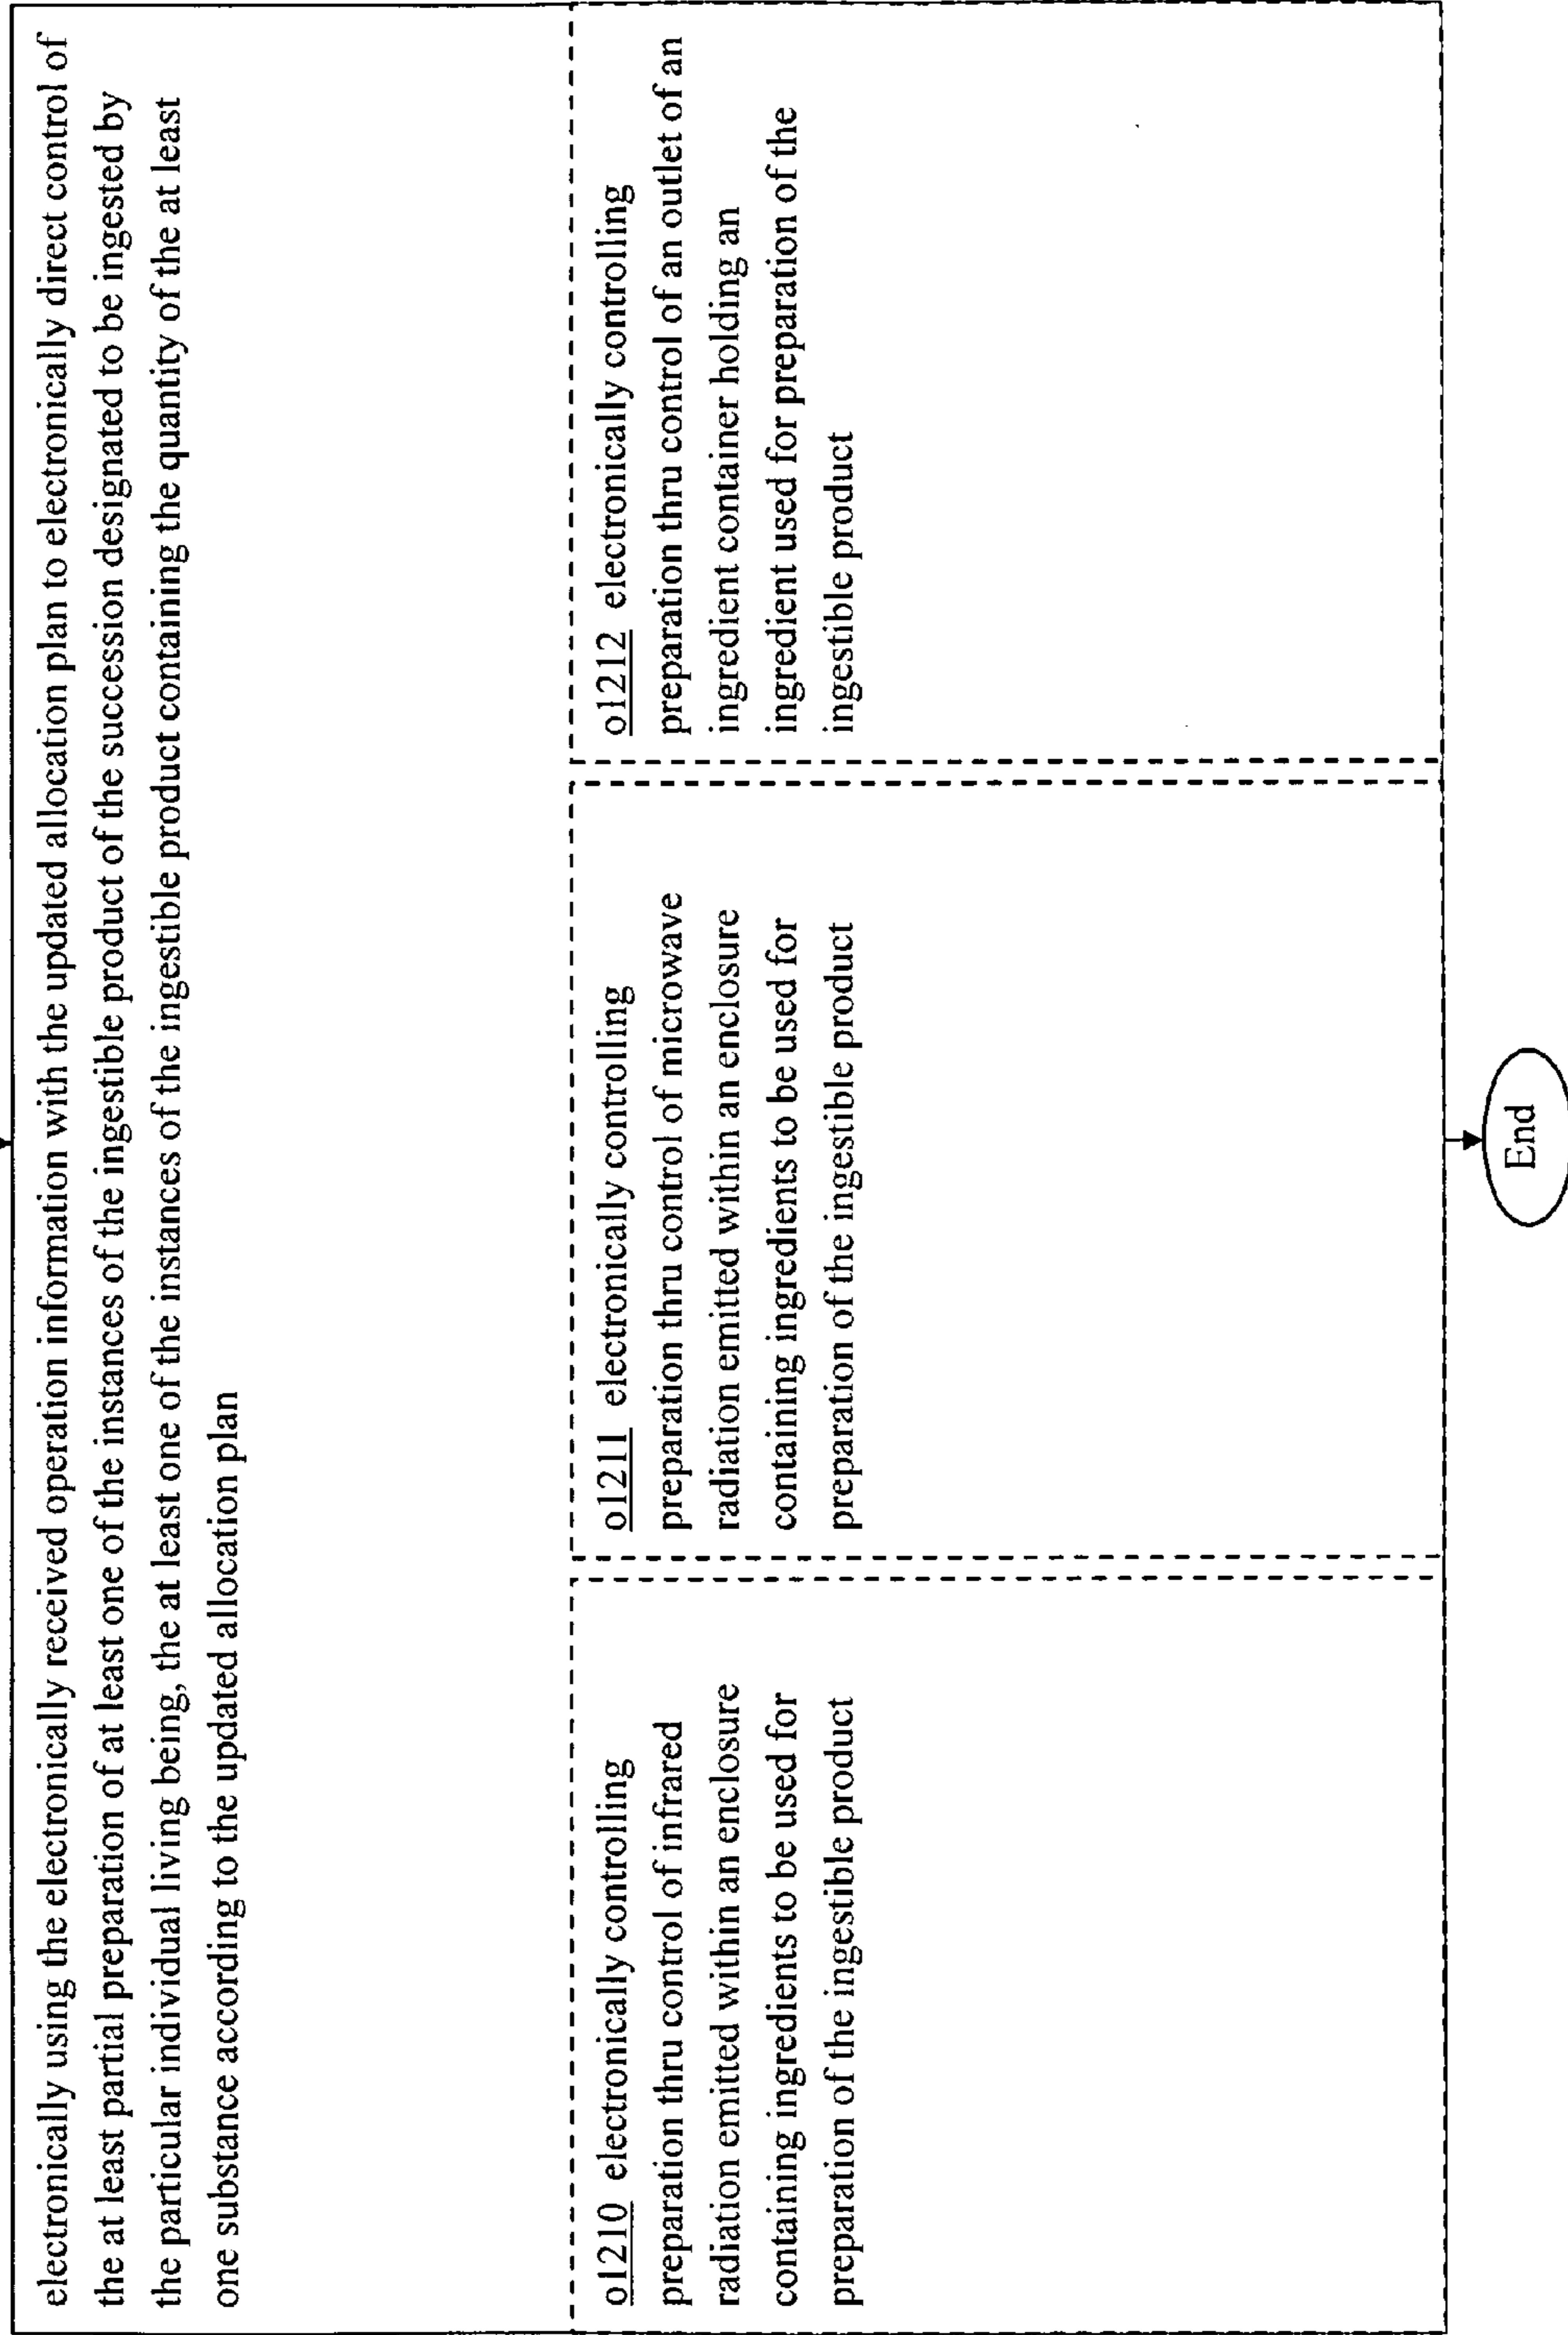 electronically using the electronically received operation information with the updated allocation plan to electronically direct control of
the at least partial preparation of at least one of the instances of the ingestible product of the succession designated to be ingested by
the particular individual living being, the at least one of the instances of the ingestible product containing the quantity of the at least
one substance according to the updated allocation plan
o1210 electronically controlling
preparation thru control of infrared
radiation emitted within an enclosure
containing ingredients to be used for
preparation of the ingestible product
o1211 electronically controlling
preparation thru control of microwave
radiation emitted within an enclosure
containing ingredients to be used for
preparation of the ingestible product
o1212 electronically controlling
preparation thru control of an outlet of an
ingredient container holding an
ingredient used for preparation of the
ingestible product
End